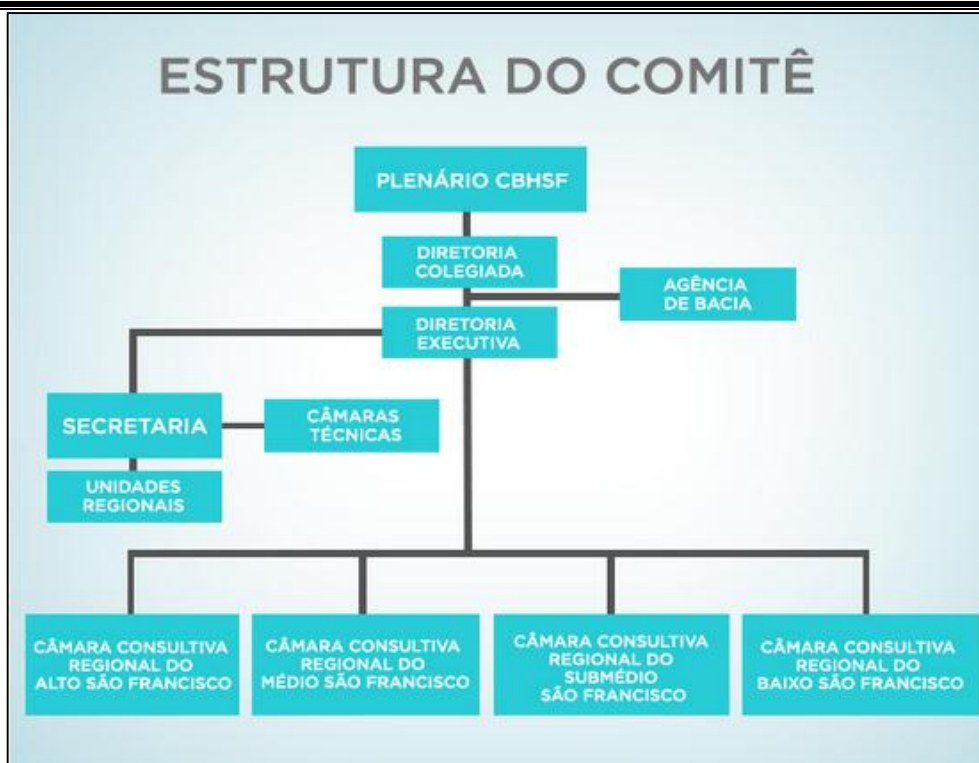 ESTRUTURA DO COMITÊ
PLENÁRIO CBHSF
DIRETORIA
COLEGIADA
AGÊNCIA
DE BACIA
DIRETORIA
EXECUTIVA
SECRETARIA
CÂMARAS
TÉCNICAS
UNIDADES
REGIONAIS
CÂMARA CONSULTIVA
REGIONAL DO
ALTO SÃO FRANCISCO
CÂMARA CONSULTIVA
REGIONAL DO
MÉDIO SÃO FRANCISCO
CÂMARA CONSULTIVA
REGIONAL DO
SUBMÉDIO
SÃO FRANCISCO
CÂMARA CONSULTIVA
REGIONAL DO
BAIXO SÃO FRANCISCO